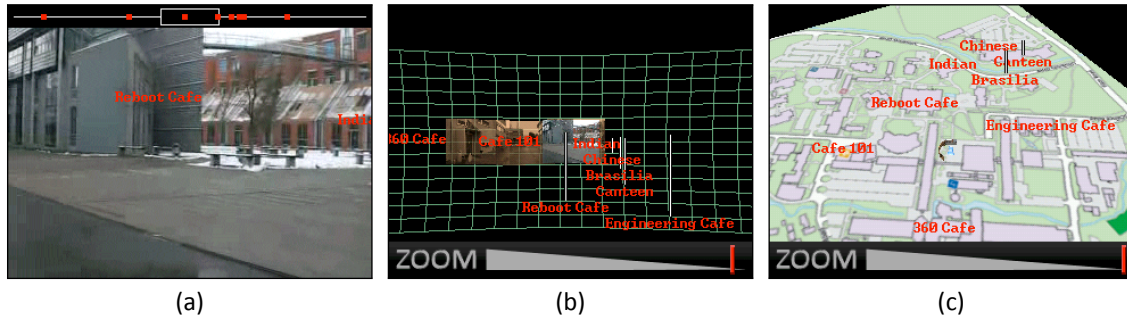 Reboot Cafe
India
(a)
360 Cafe
Cafe 101
Indian
Chinese
Brasilia
Canteen
Reboot Cafe
Engineering Cafe
ZOOM
(b)
Chinese
Indian
Canteen
Brasilia
Reboot Cafe
Engineering Cafe
Cafe 101
360 Cafe
ZOOM
(c)